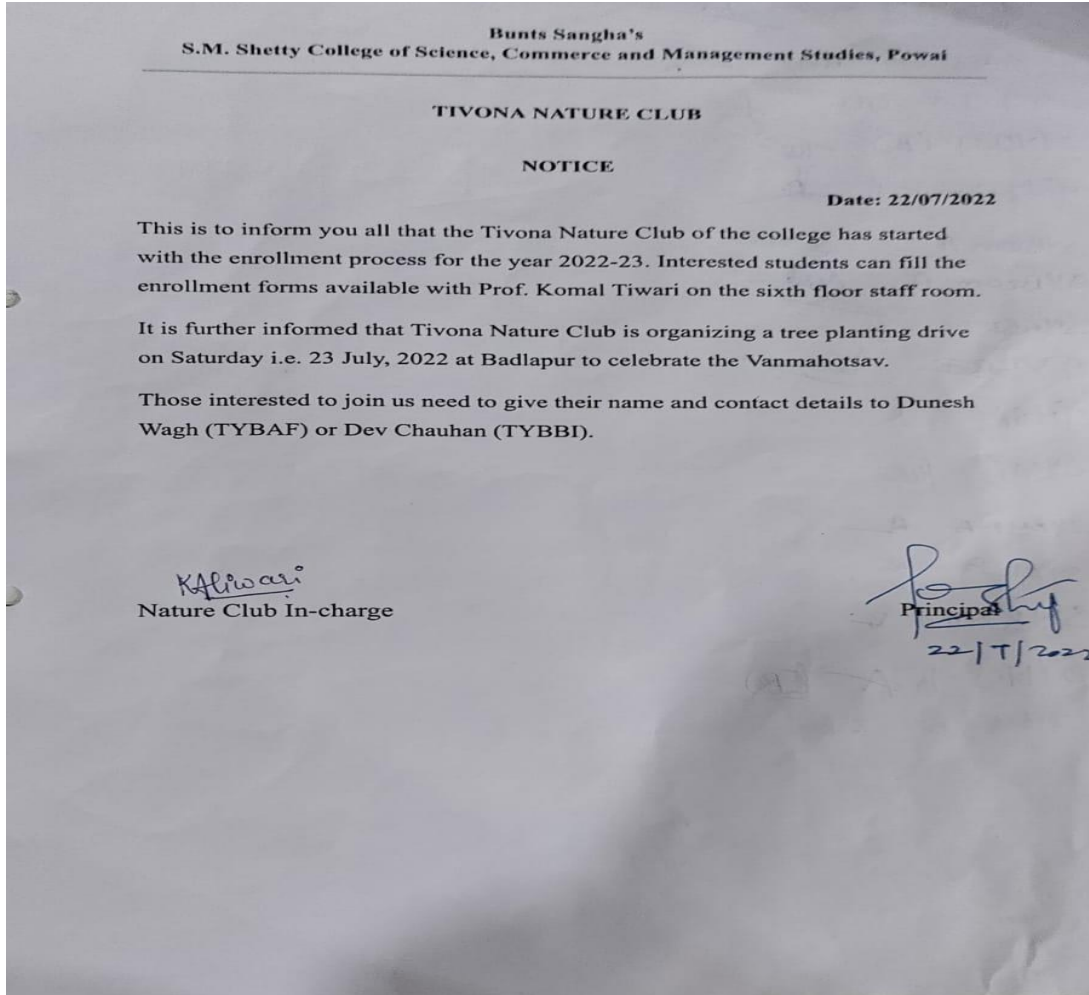 Bunts Sangha's
S.M. Shetty College of Science, Commerce and Management Studies, Powai
TIVONA NATURE CLUB
NOTICE
Date: 22/07/2022
This is to inform you all that the Tivona Nature Club of the college has started
with the enrollment process for the year 2022-23. Interested students can fill the
enrollment forms available with Prof. Komal Tiwari on the sixth floor staff room.
It is further informed that Tivona Nature Club is organizing a tree planting drive
on Saturday i.e. 23 July, 2022 at Badlapur to celebrate the Vanmahotsav.
Those interested to join us need to give their name and contact details to Dunesh
Wagh (TYBAF) or Dev Chauhan (TYBBI).
Nature Club In-charge
Principal
22/7/2022